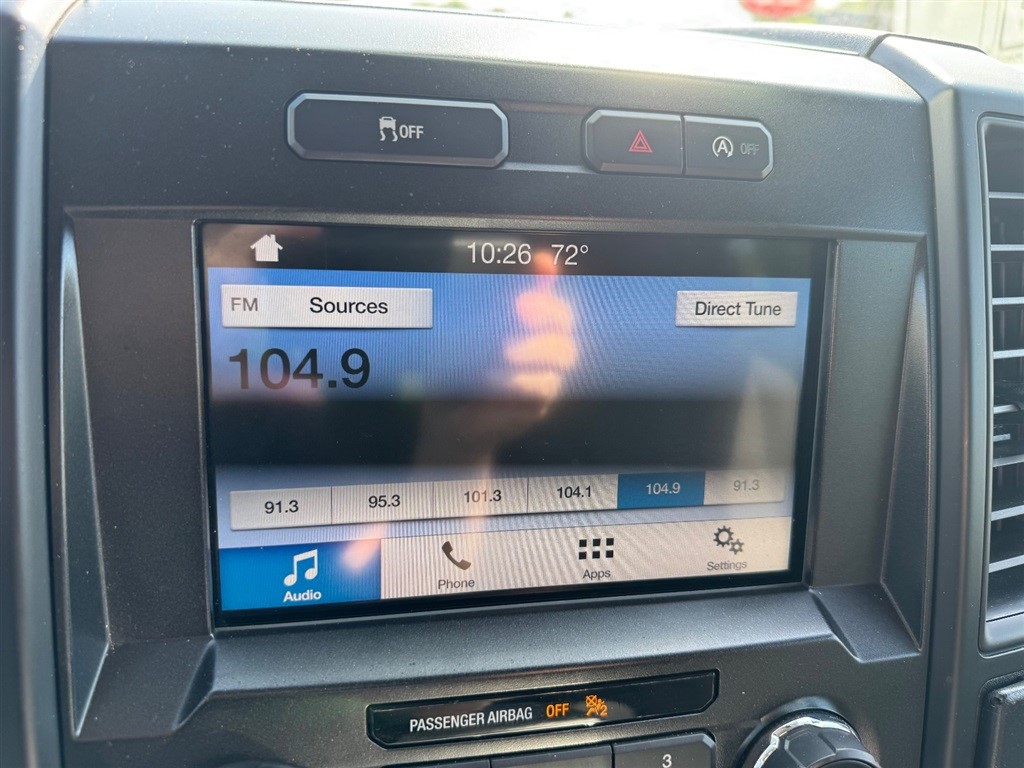 OFF
A OFF
10:26 72°
FM Sources Direct Tune
104.9
91.3 95.3 101.3 104.1 104.9 91.3
Audio Phone Apps Settings
PASSENGER AIRBAG OFF 2
3